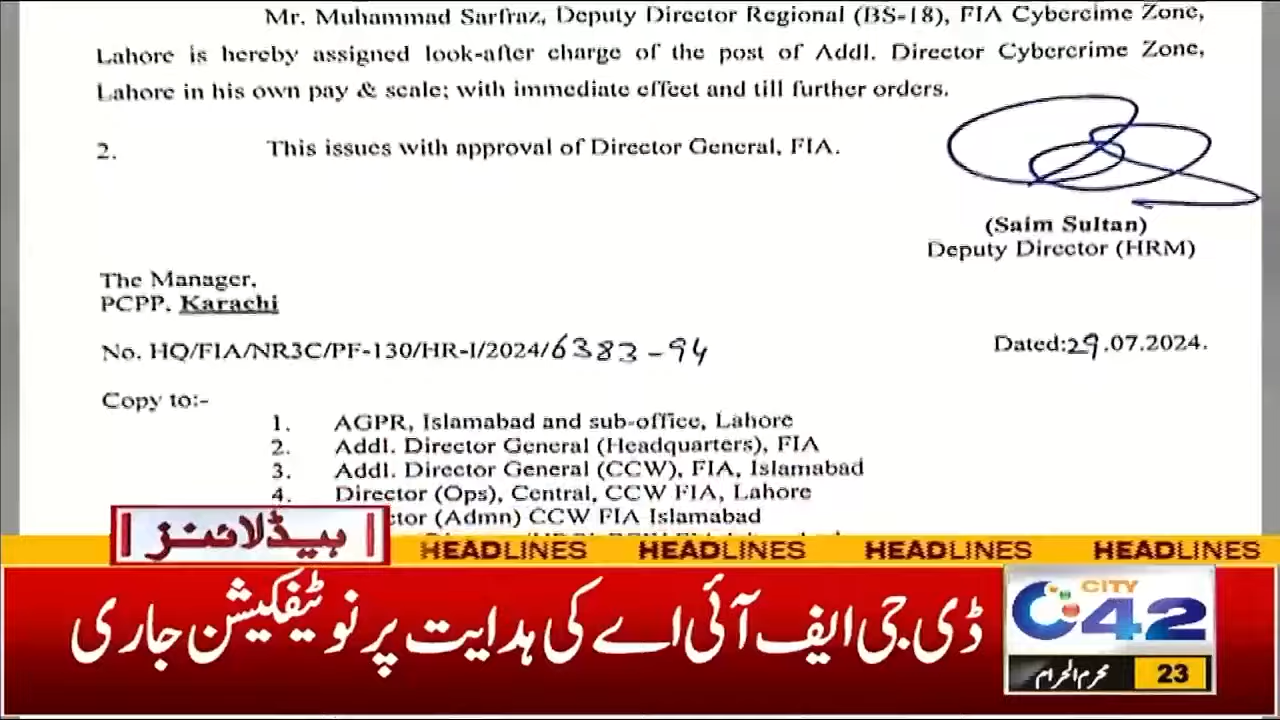 Mr. Muhammad Sarfraz, Deputy Director Regional (BS-18), FIA Cybercime Zone,
Lahore is hereby assigned look-after charge of the post of Addl. Director Cybercrime Zone,
Lahore in his own pay & scale; with immediate effect and till further orders.
2. This issues with approval of Director General, FIA.
(Saim Sultan)
Deputy Director (HRM)
The Manager,
PCPP, Karachi
No. HQ/FIA/NR3C/PF-130/HR-I/2024/6383-94
Dated:29.07.2024.
Copy to:-
1. AGPR, Islamabad and sub-office, Lahore
2. Addl. Director General (Headquarters), FIA
3. Addl. Director General (CCW), FIA, Islamabad
4. Director (Ops), Central, CCW FIA, Lahore
ctor (Admn) CCW FIA Islamabad
ہیڈلائنز
HEADLINES HEADLINES HEADLINES HEADLINES
ڈی جی ایف آئی اے کی ہدایت پر نوٹیفکیشن جاری
CITY
42
محرم الحرام 23